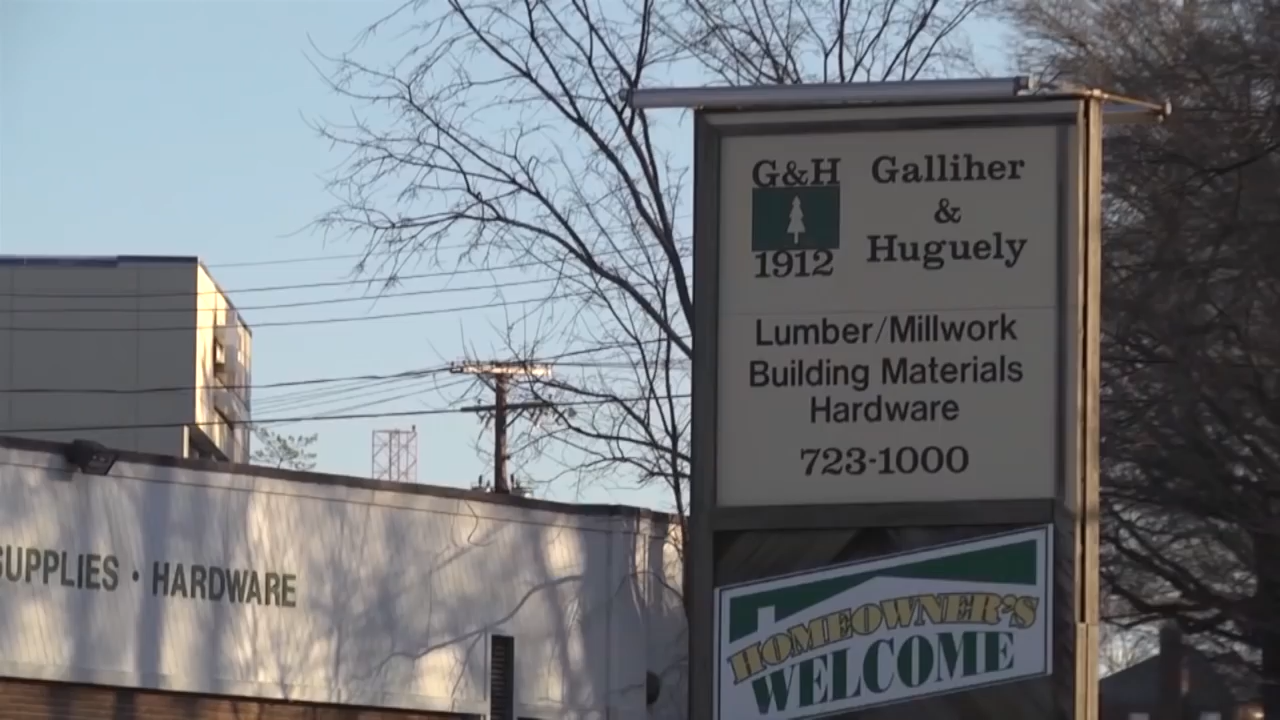 G&H
1912
Galliher
&
Huguely
Lumber/Millwork
Building Materials
Hardware
723-1000
HOMEOWNER'S
WELCOME
SUPPLIES · HARDWARE